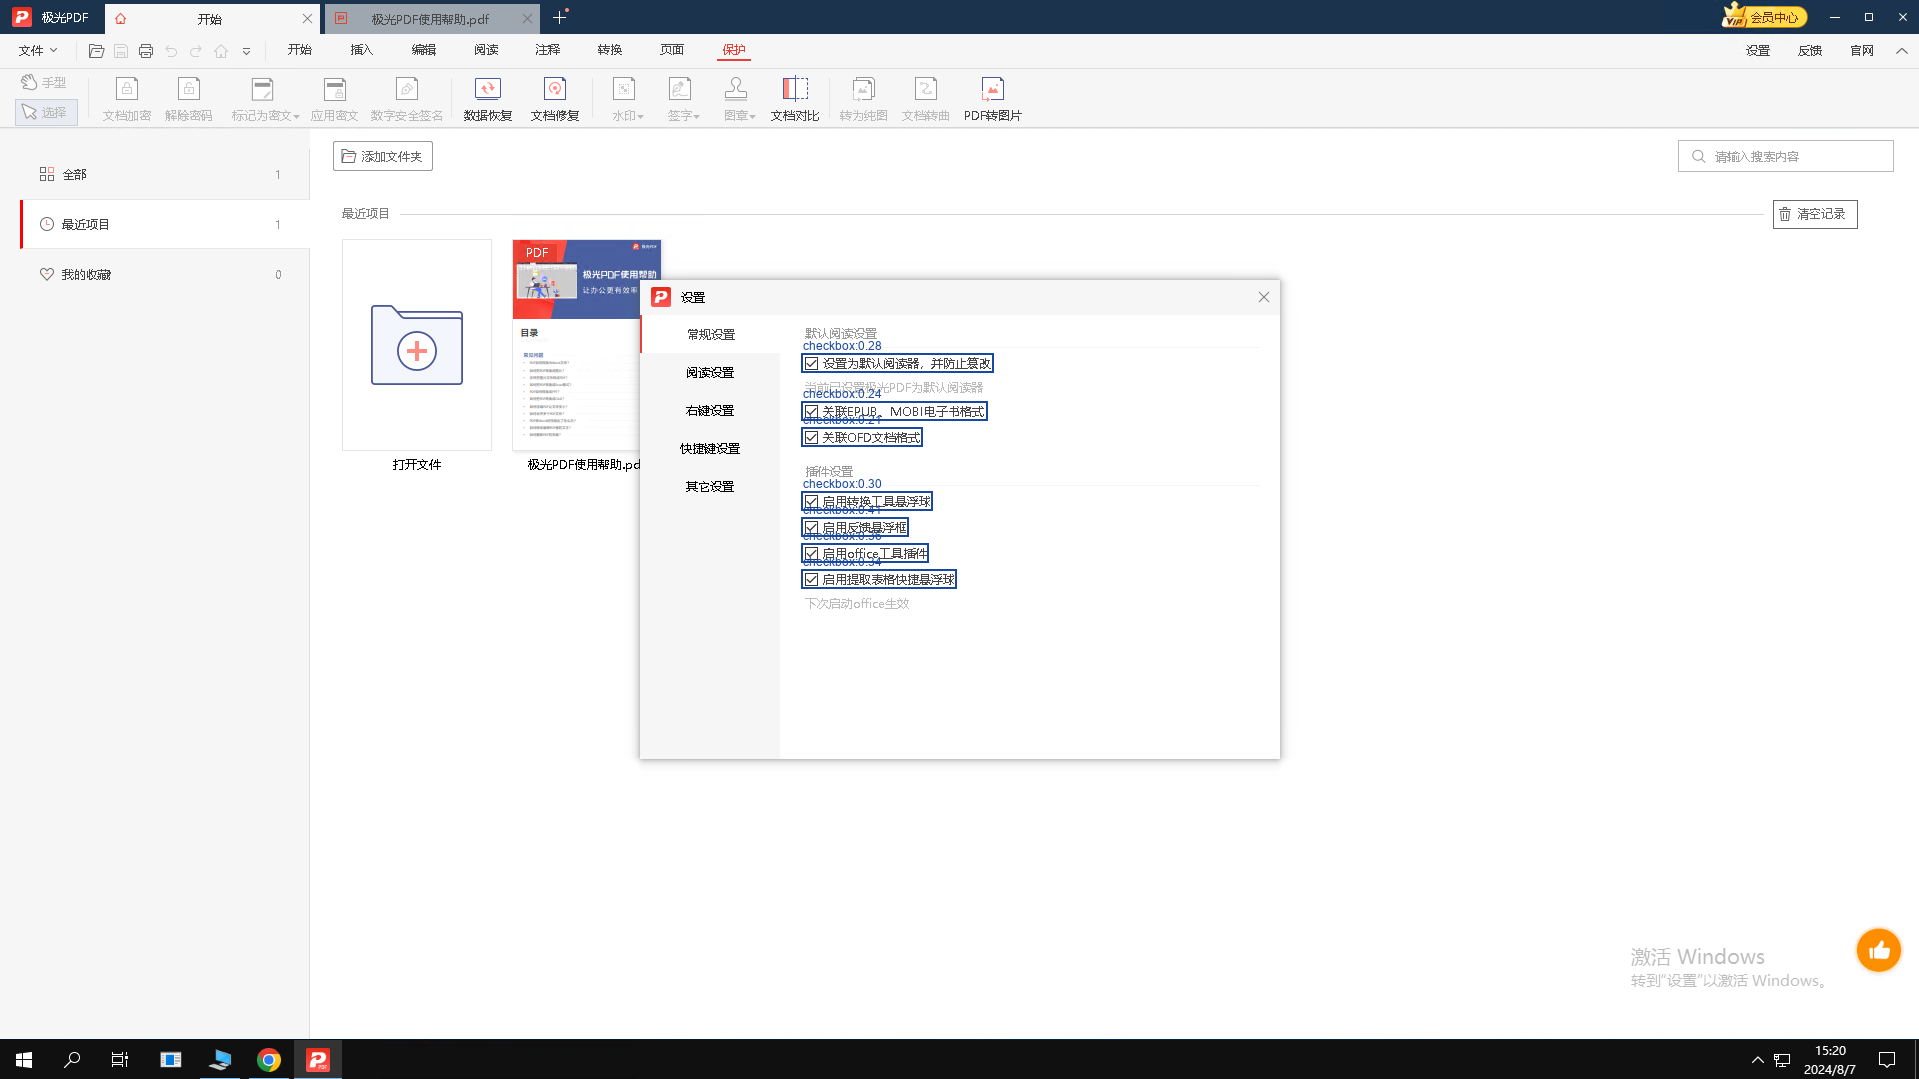 极光PDF
开始
极光PDF使用帮助.pdf
VIP 会员中心
文件
开始
插入
编辑
阅读
注释
转换
页面
保护
设置
反馈
官网
手型
选择
文档加密
解除密码
标记为密文
应用密文
数字安全签名
数据恢复
文档修复
水印
签字
图章
文档对比
转为纯图
文档转曲
PDF转图片
全部 1
最近项目 1
我的收藏 0
添加文件夹
请输入搜索内容
最近项目
清空记录
打开文件
PDF
极光PDF
极光PDF使用帮助
让办公更有效率
目录
常见问题
极光PDF使用帮助.pd
设置
常规设置
阅读设置
右键设置
快捷键设置
其它设置
默认阅读设置
checkbox:0.28
设置为默认阅读器，并防止篡改
当前已设置极光PDF为默认阅读器
checkbox:0.24
关联EPUB、MOBI电子书格式
checkbox:0.21
关联OFD文档格式
插件设置
checkbox:0.30
启用转换工具悬浮球
checkbox:0.41
启用反馈悬浮框
checkbox:0.36
启用office工具插件
checkbox:0.34
启用提取表格快捷悬浮球
下次启动office生效
激活 Windows
转到“设置”以激活 Windows。
15:20
2024/8/7